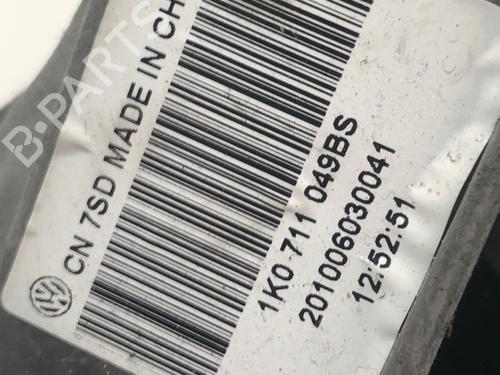 CN 7SD MADE IN CH
1K0 711 049BS
201006030041
12:52:51
B-PARTS